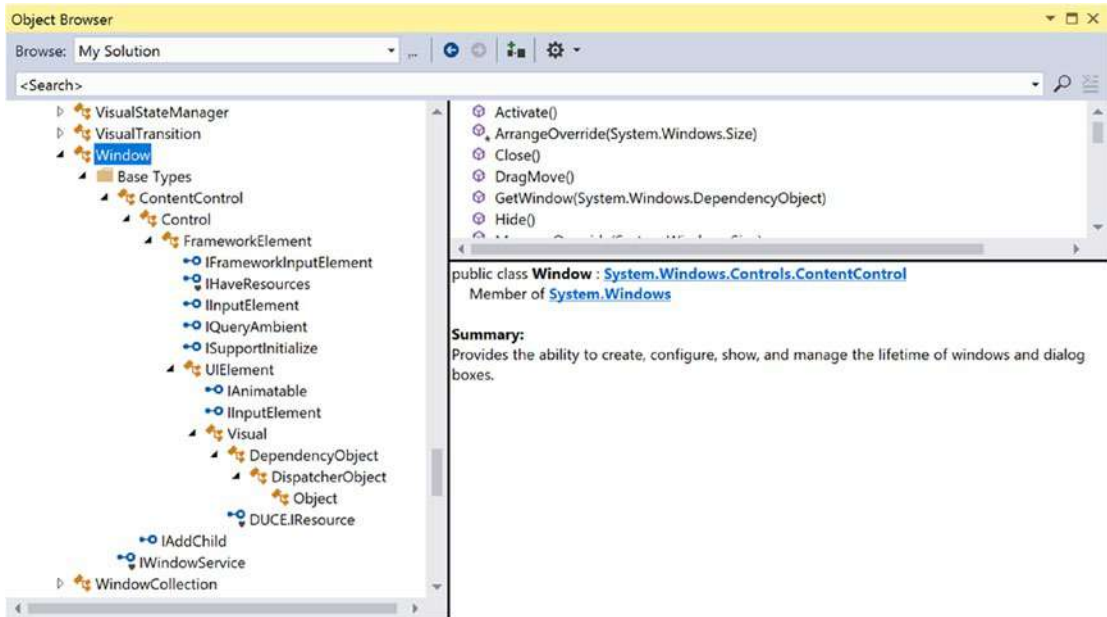 Object Browser
Browse: My Solution
<Search>
VisualStateManager
VisualTransition
Window
Base Types
ContentControl
Control
FrameworkElement
IFrameworkInputElement
IHaveResources
IInputElement
IQueryAmbient
ISupportInitialize
UIElement
IAnimatable
IInputElement
Visual
DependencyObject
DispatcherObject
Object
DUCE.IResource
IAddChild
IWindowService
WindowCollection
Activate()
ArrangeOverride(System.Windows.Size)
Close()
DragMove()
GetWindow(System.Windows.DependencyObject)
Hide()
public class Window : System.Windows.Controls.ContentControl
Member of System.Windows
Summary:
Provides the ability to create, configure, show, and manage the lifetime of windows and dialog
boxes.